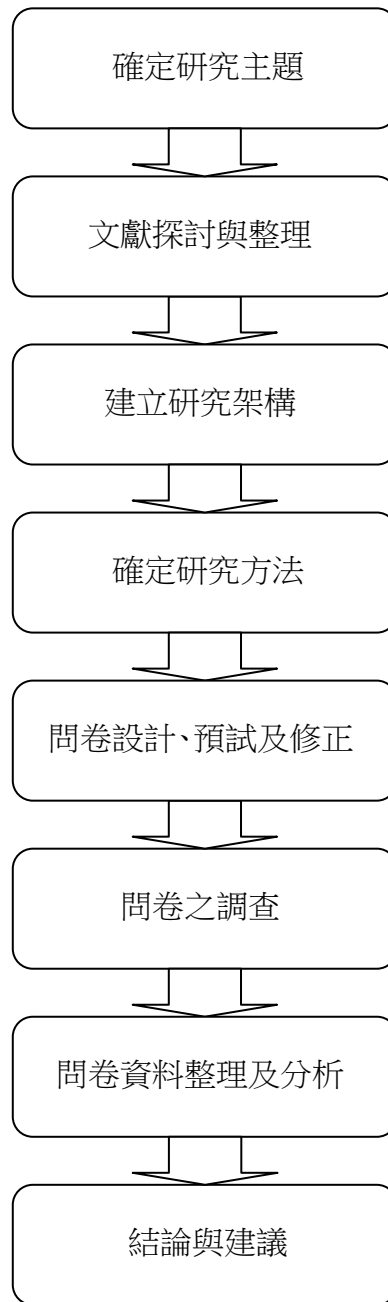 確定研究主題
文獻探討與整理
建立研究架構
確定研究方法
問卷設計、預試及修正
問卷之調查
問卷資料整理及分析
結論與建議